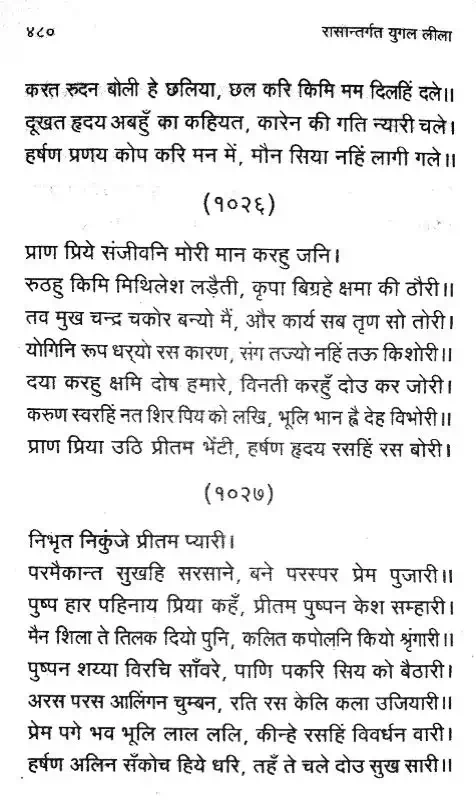 ४८०
रासान्तर्गत युगल लीला
करत रुदन बोली हे छलिया, छल करि किमि मम दिलहिं दले।।
दूखत हृदय अबहुँ का कहियत, कारेन की गति न्यारी चले।
हर्षण प्रणय कोप करि मन में, मौन सिया नहिं लागी गले।।
(१०२६)
प्राण प्रिये संजीवनि मोरी मान करहु जनि।
रुठहु किमि मिथिलेश लड़ैती, कृपा बिग्रहे क्षमा की ठौरी।।
तव मुख चन्द्र चकोर बन्यो मैं, और कार्य सब तृण सो तोरी।
योगिनि रूप धर्‌यो रस कारण, संग तज्यो नहिं तऊ किशोरी।।
दया करहु क्षमि दोष हमारे, विनती करहुँ दोउ कर जोरी।
करुण स्वरहिं नत शिर पिय को लखि, भूलि भान ह्वै देह विभोरी।।
प्राण प्रिया उठि प्रीतम भेंटी, हर्षण हृदय रसहिं रस बोरी।
(१०२७)
निभृत निकुंजे प्रीतम प्यारी।
परमैकान्त सुखहि सरसाने, बने परस्पर प्रेम पुजारी।।
पुष्प हार पहिनाय प्रिया कहँ, प्रीतम पुष्पन केश सम्हारी।
मैन शिला ते तिलक दियो पुनि, कलित कपोलनि कियो श्रृंगारी।।
पुष्पन शय्या विरचि साँवरे, पाणि पकरि सिय को बैठारी।
अरस परस आलिंगन चुम्बन, रति रस केलि कला उजियारी।।
प्रेम पगे भव भूलि लाल ललि, कीन्हे रसहिं विवर्धन वारी।
हर्षण अलिन सँकोच हिये धरि, तहँ ते चले दोउ सुख सारी।।